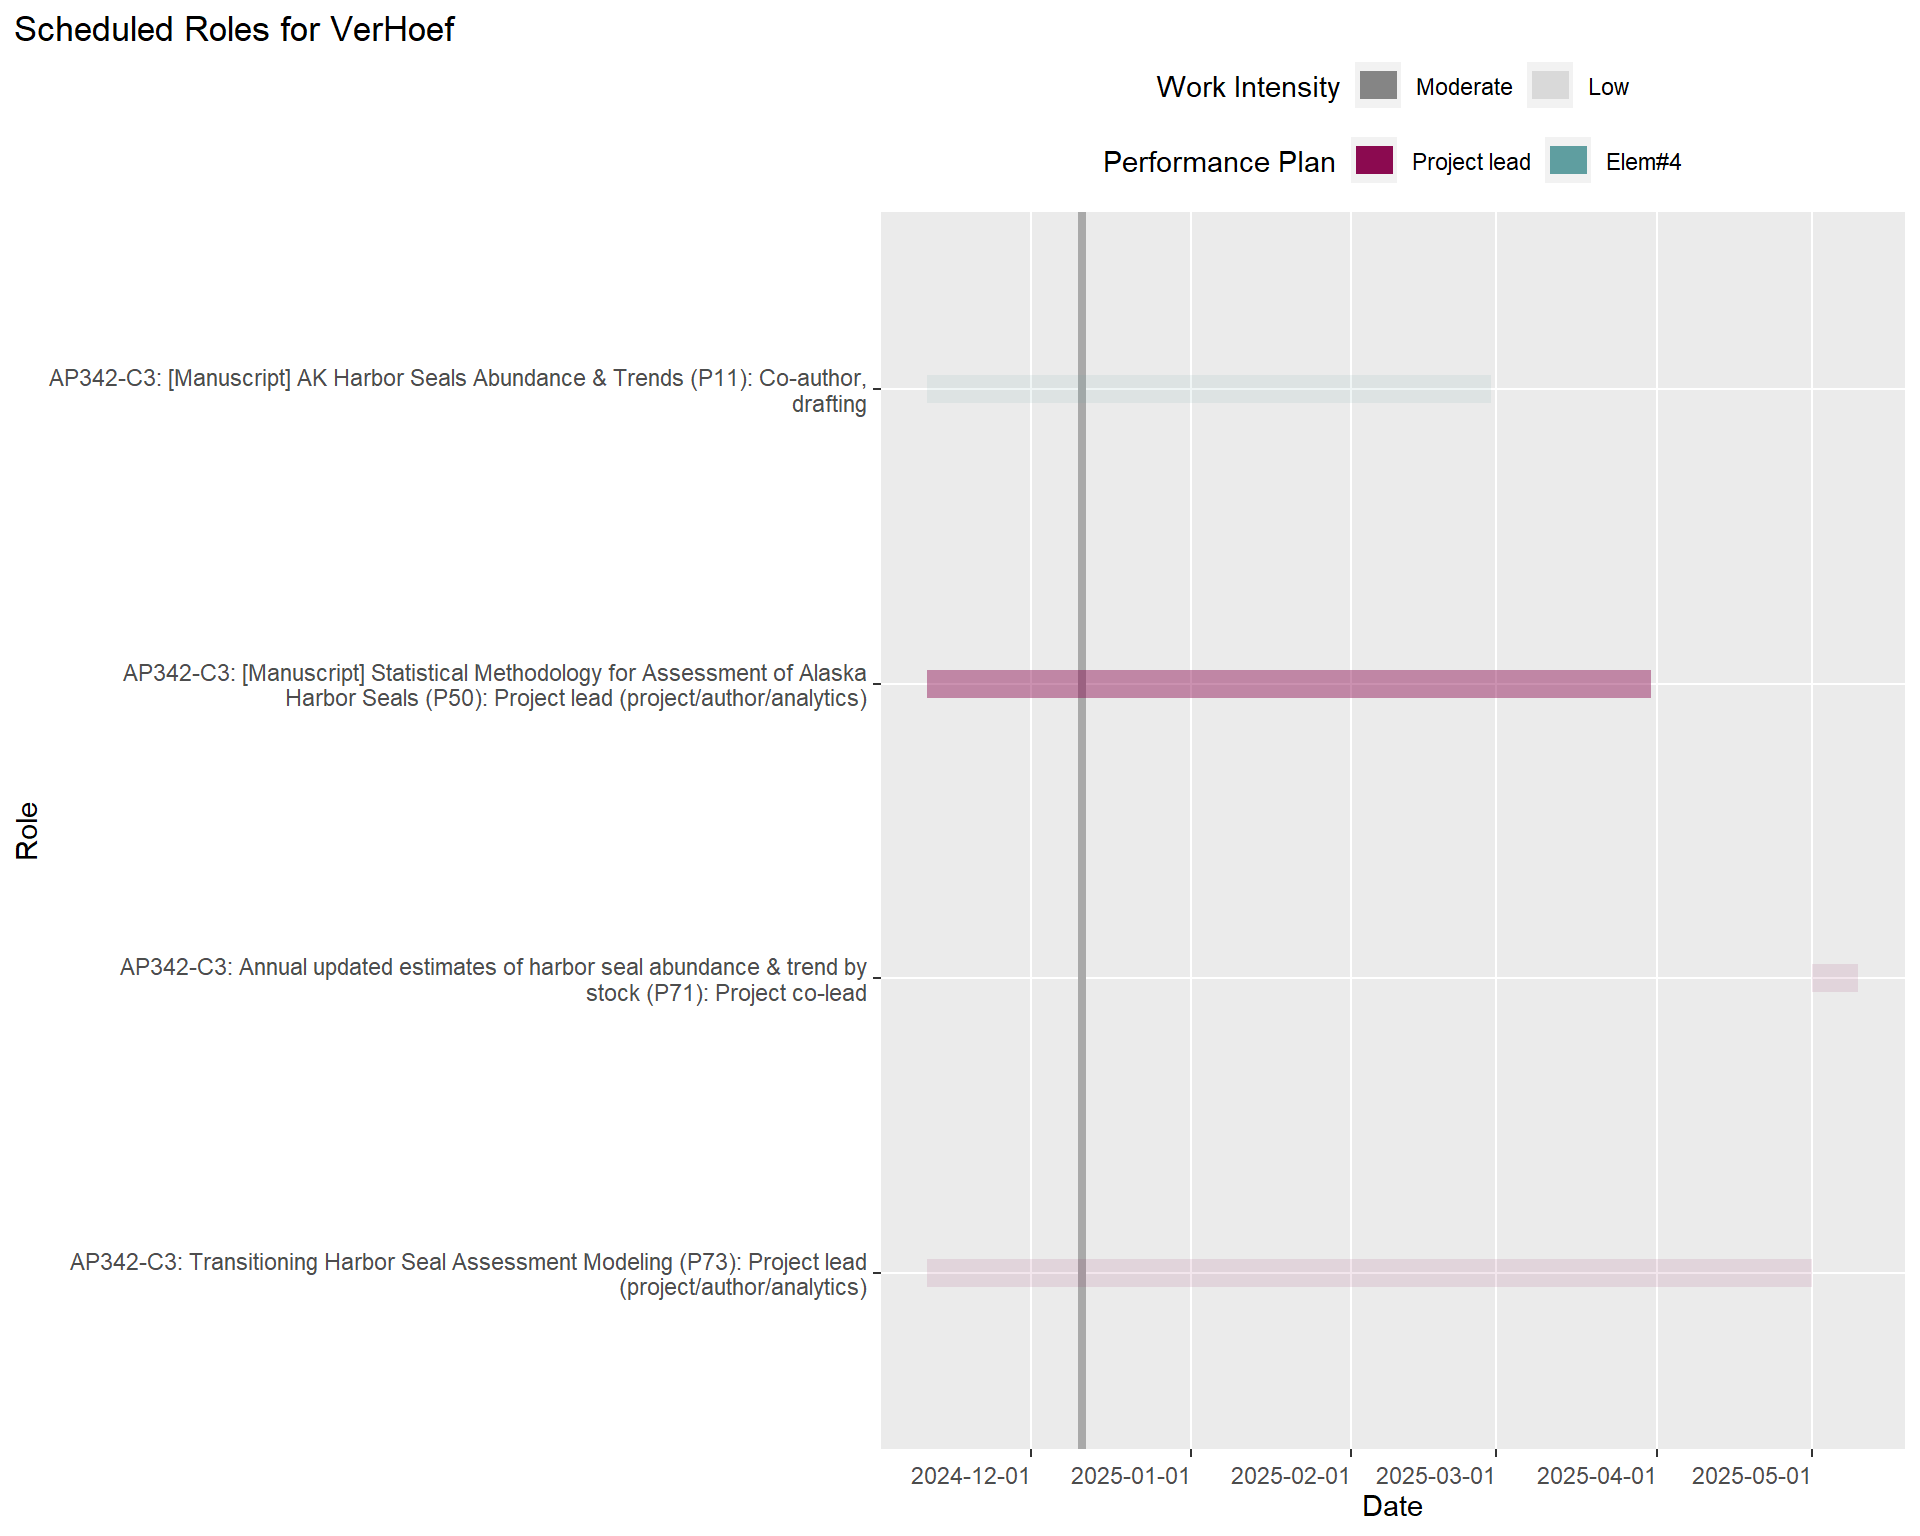 Scheduled Roles for VerHoef
Work Intensity Moderate Low
Performance Plan Project lead Elem#4
AP342-C3: [Manuscript] AK Harbor Seals Abundance & Trends (P11): Co-author,
drafting
AP342-C3: [Manuscript] Statistical Methodology for Assessment of Alaska
Harbor Seals (P50): Project lead (project/author/analytics)
Role
AP342-C3: Annual updated estimates of harbor seal abundance & trend by
stock (P71): Project co-lead
AP342-C3: Transitioning Harbor Seal Assessment Modeling (P73): Project lead
(project/author/analytics)
2024-12-01 2025-01-01 2025-02-01 2025-03-01 2025-04-01 2025-05-01
Date